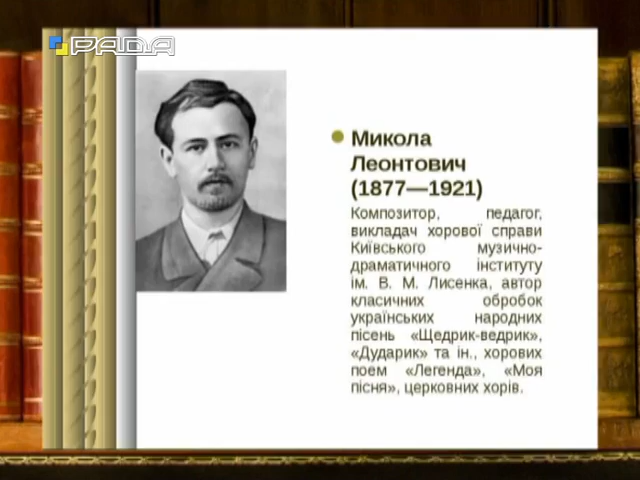 РАДА
Микола
Леонтович
(1877—1921)
Композитор, педагог,
викладач хорової справи
Київського музично-
драматичного інституту
ім. В. М. Лисенка, автор
класичних обробок
українських народних
пісень «Щедрик-ведрик»,
«Дударик» та ін., хорових
поем «Легенда», «Моя
пісня», церковних хорів.